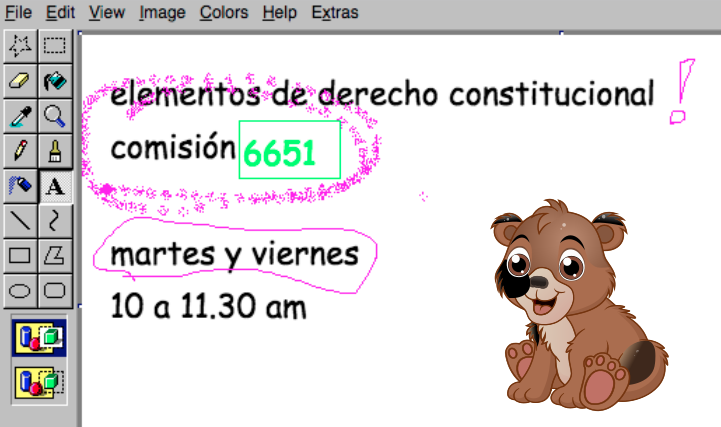 File Edit View Image Colors Help Extras
A
elementos de derecho constitucional !
comisión 6651
martes y viernes
10 a 11.30 am